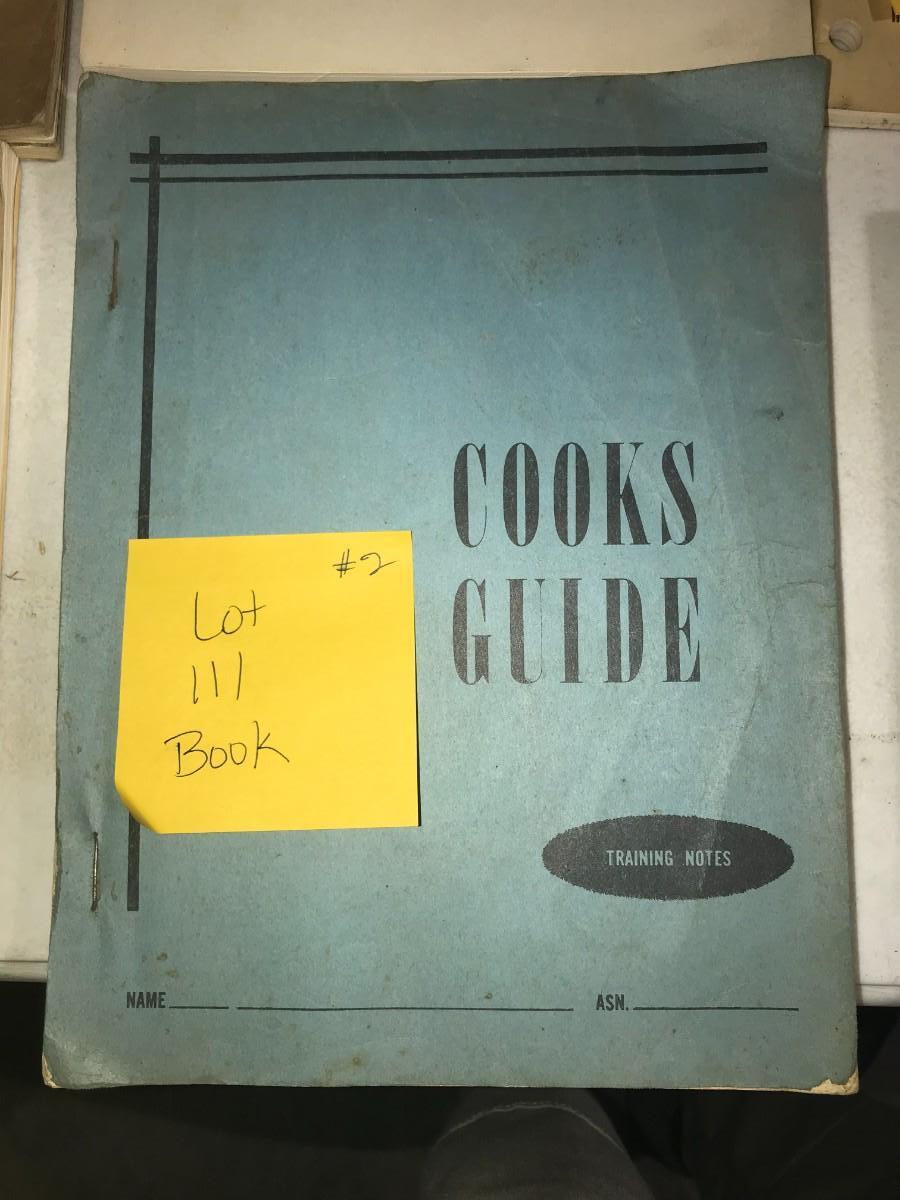 COOKS
GUIDE
#2
Lot
111
Book
TRAINING NOTES
NAME
ASN.